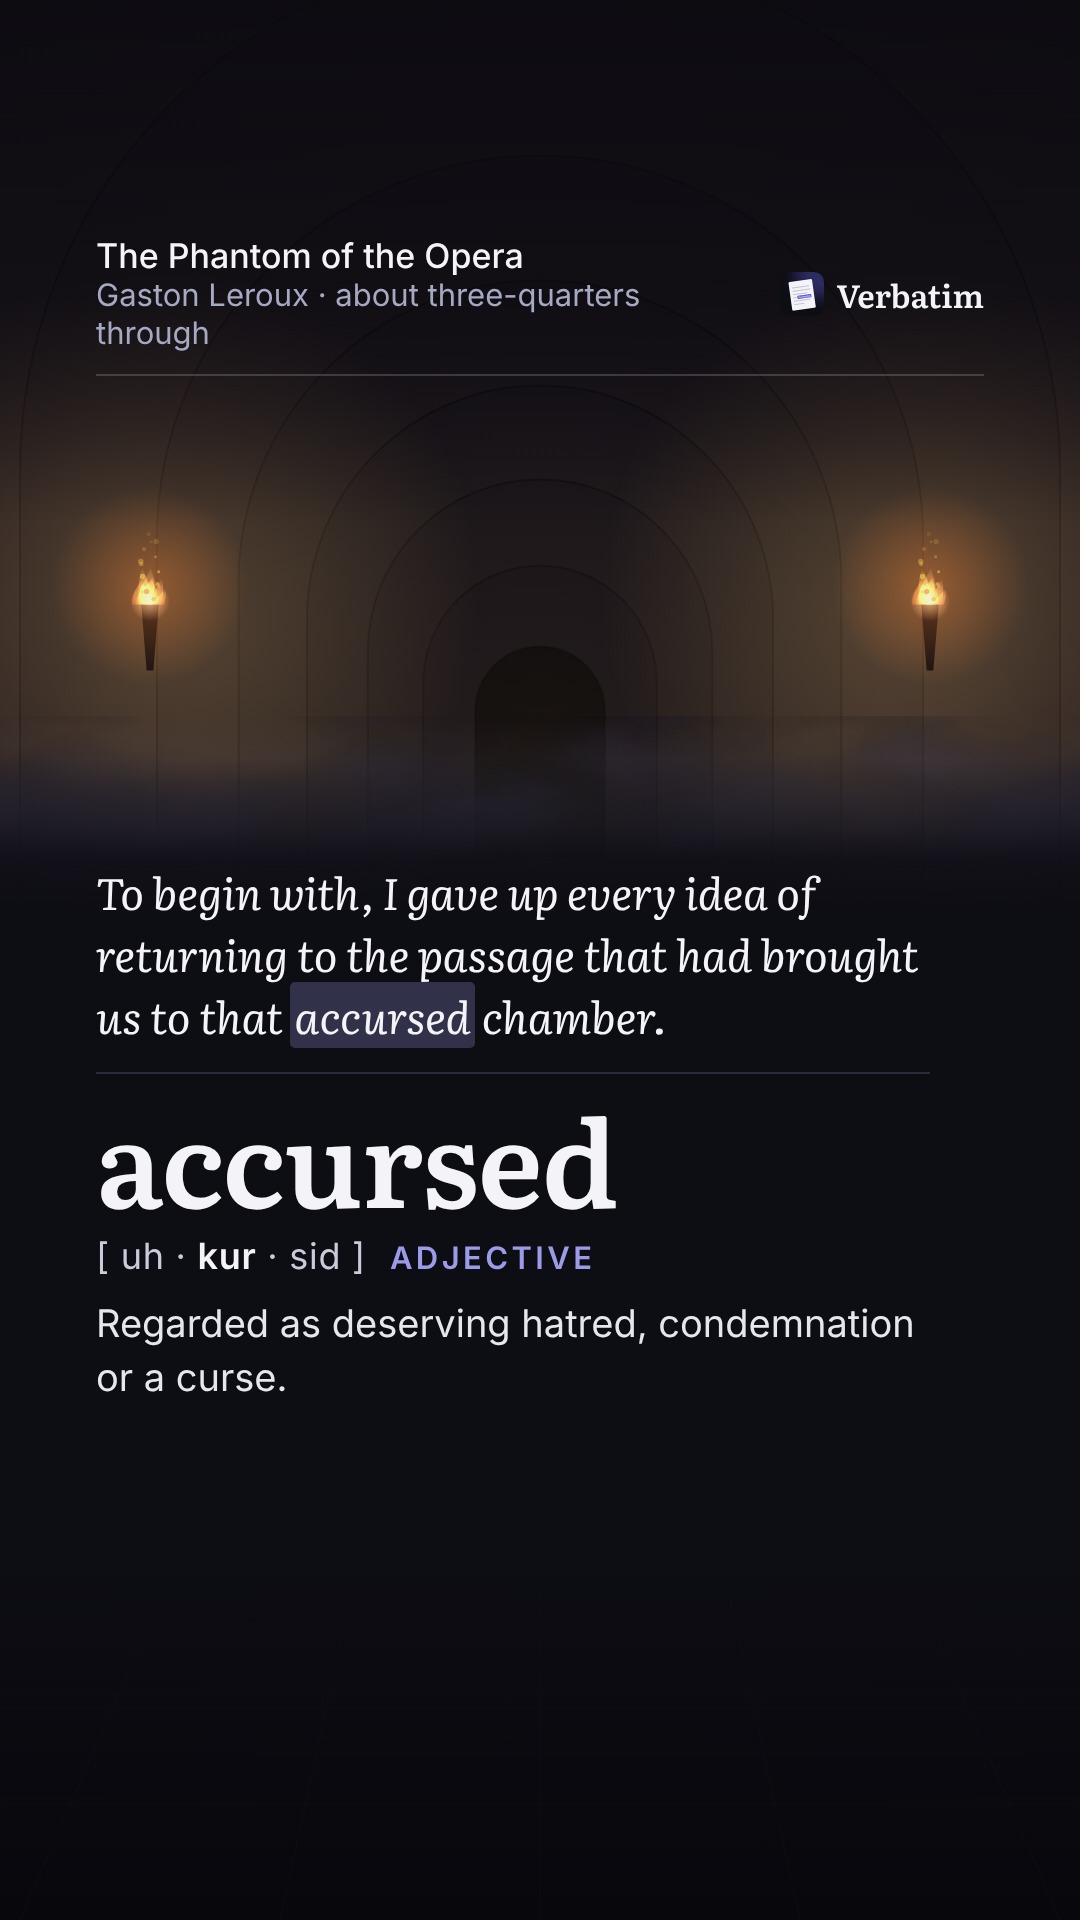 The Phantom of the Opera
Gaston Leroux · about three-quarters
through
Verbatim
To begin with, I gave up every idea of
returning to the passage that had brought
us to that accursed chamber.
accursed
[ uh · kur · sid ] ADJECTIVE
Regarded as deserving hatred, condemnation
or a curse.